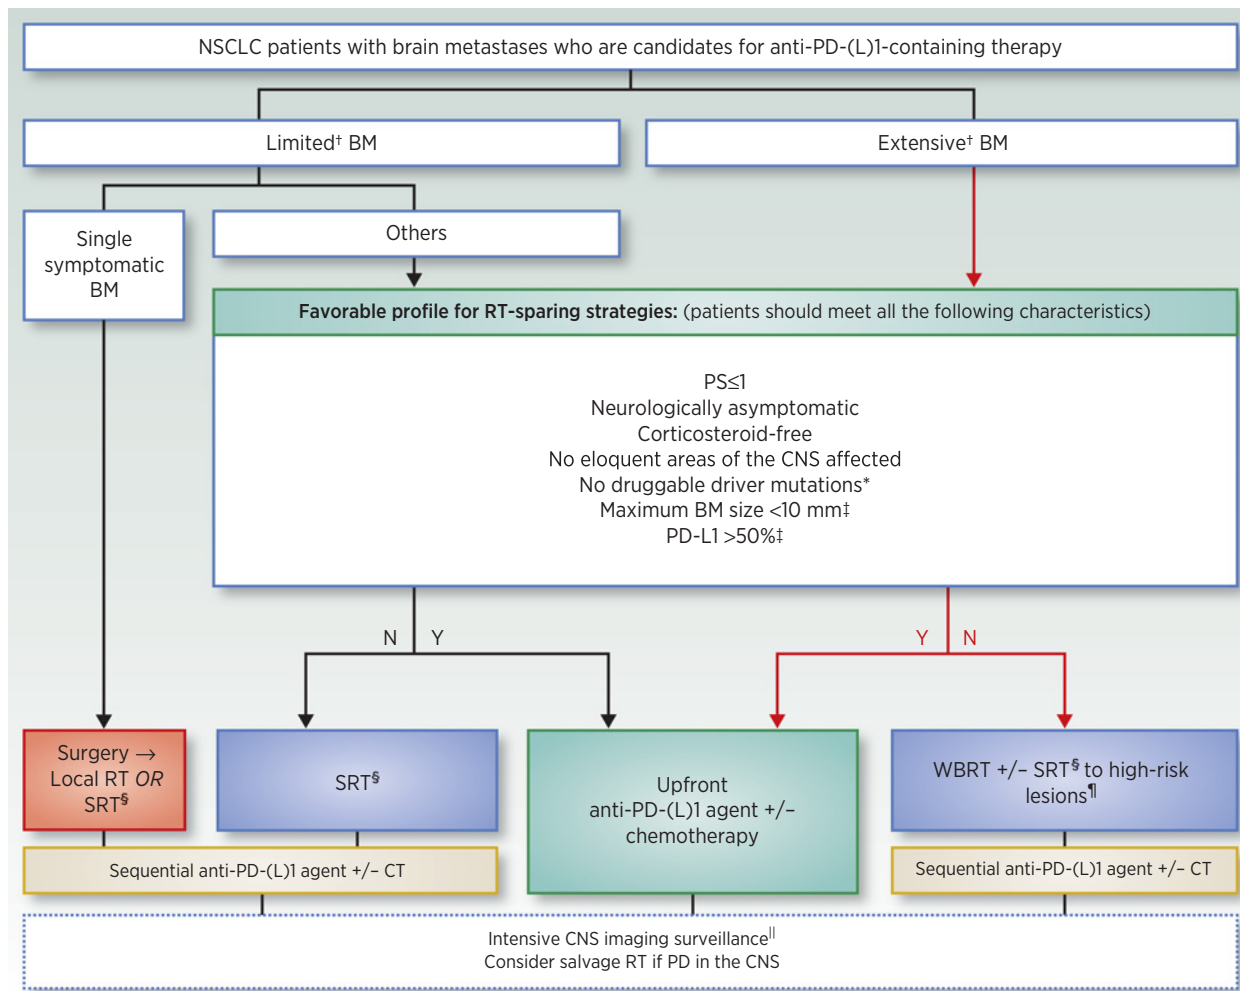 NSCLC patients with brain metastases who are candidates for anti-PD-(L)1-containing therapy
Limited† BM
Extensive† BM
Single
symptomatic
BM
Others
Favorable profile for RT-sparing strategies: (patients should meet all the following characteristics)
PS≤1
Neurologically asymptomatic
Corticosteroid-free
No eloquent areas of the CNS affected
No druggable driver mutations*
Maximum BM size <10 mm‡
PD-L1 >50%‡
N Y
Y N
Surgery →
Local RT OR
SRT§
SRT§
Upfront
anti-PD-(L)1 agent +/–
chemotherapy
WBRT +/– SRT§ to high-risk
lesions¶
Sequential anti-PD-(L)1 agent +/– CT
Sequential anti-PD-(L)1 agent +/– CT
Intensive CNS imaging surveillance||
Consider salvage RT if PD in the CNS